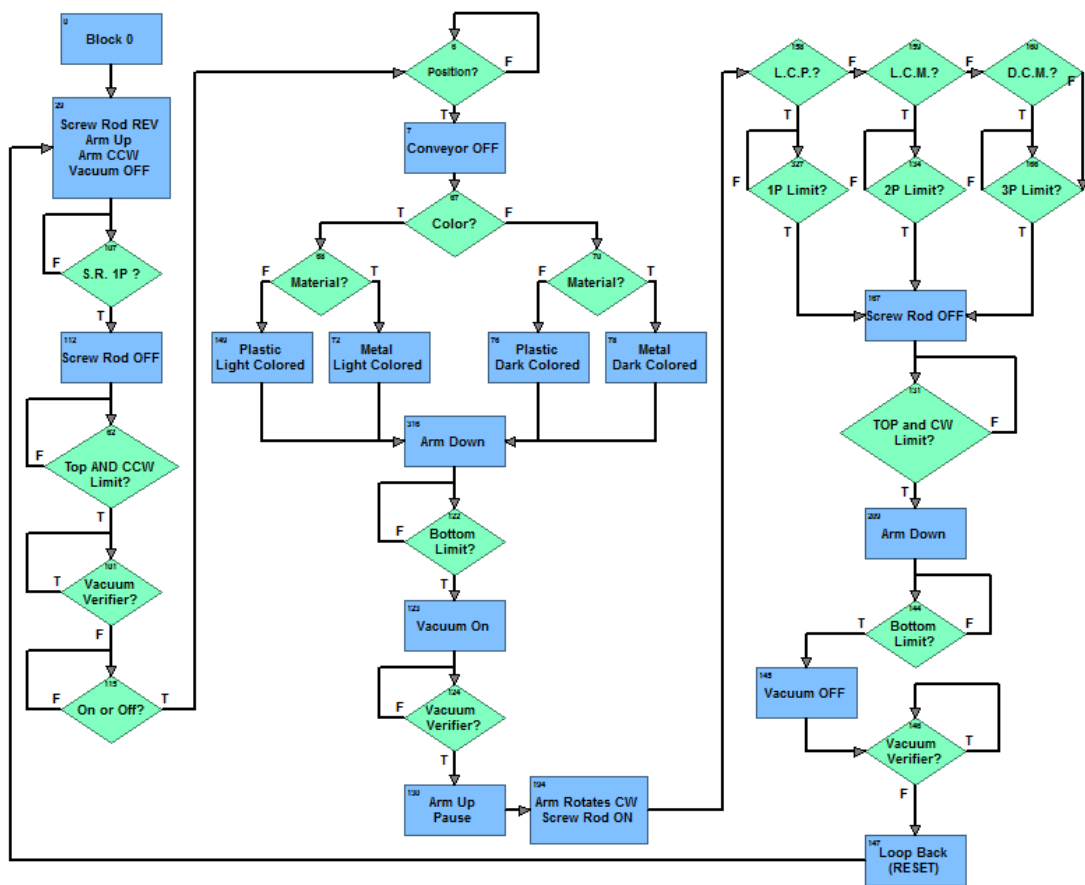 0
Block 0
29
Screw Rod REV
Arm Up
Arm CCW
Vacuum OFF
107
F
S.R. 1P ?
T
112
Screw Rod OFF
62
F
Top AND CCW
Limit?
T
101
T
Vacuum
Verifier?
F
115
F
On or Off?
T
6
Position?
F
T
7
Conveyor OFF
67
T
Color?
F
68
F
Material?
T
70
F
Material?
T
149
Plastic
Light Colored
72
Metal
Light Colored
76
Plastic
Dark Colored
78
Metal
Dark Colored
316
Arm Down
122
F
Bottom
Limit?
T
123
Vacuum On
124
F
Vacuum
Verifier?
T
130
Arm Up
Pause
194
Arm Rotates CW
Screw Rod ON
158
L.C.P.?
F
T
159
L.C.M.?
F
T
160
D.C.M.?
F
T
327
F
1P Limit?
T
134
F
2P Limit?
T
166
F
3P Limit?
T
167
Screw Rod OFF
131
TOP and CW
Limit?
F
T
209
Arm Down
144
T
Bottom
Limit?
F
145
Vacuum OFF
146
Vacuum
Verifier?
T
F
147
Loop Back
(RESET)